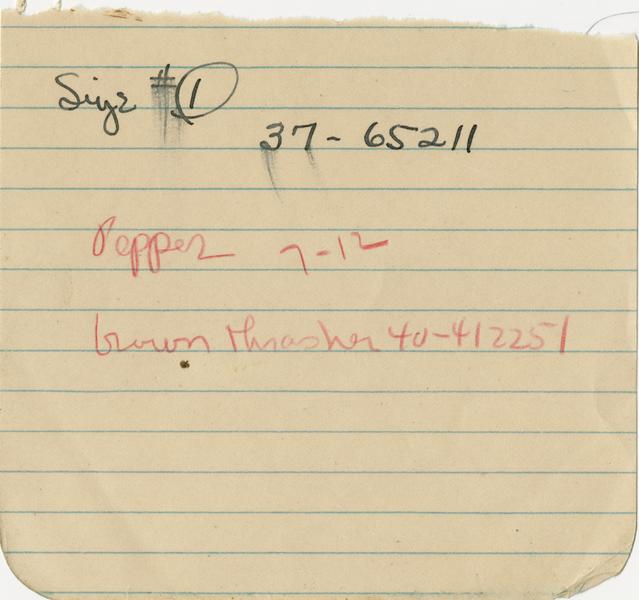 Size #1
37-65211
Pepper 7-12
brown thrasher 40-412251